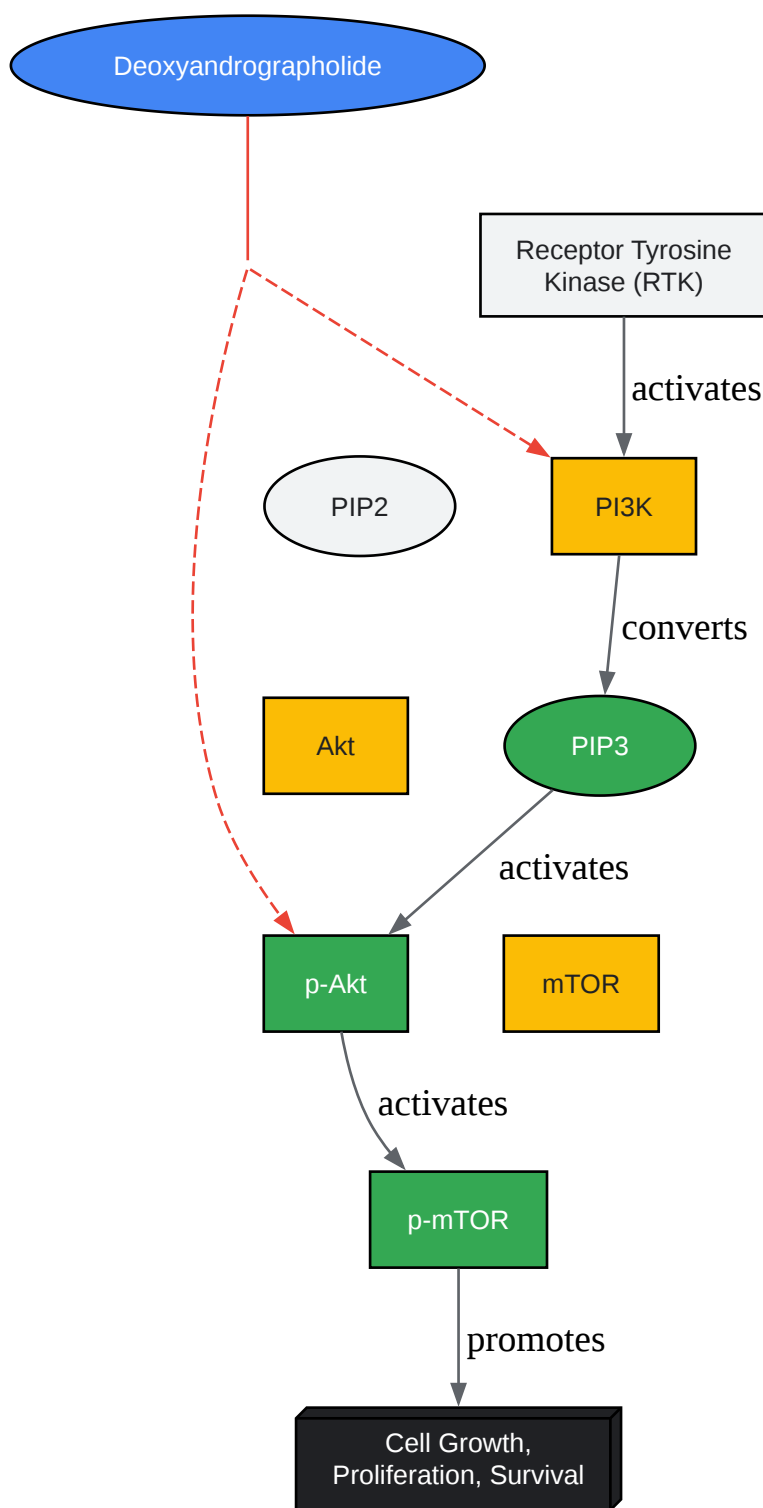 Deoxyandrographolide
Receptor Tyrosine
Kinase (RTK)
activates
PIP2
PI3K
converts
Akt
PIP3
activates
p-Akt
mTOR
activates
p-mTOR
promotes
Cell Growth,
Proliferation, Survival